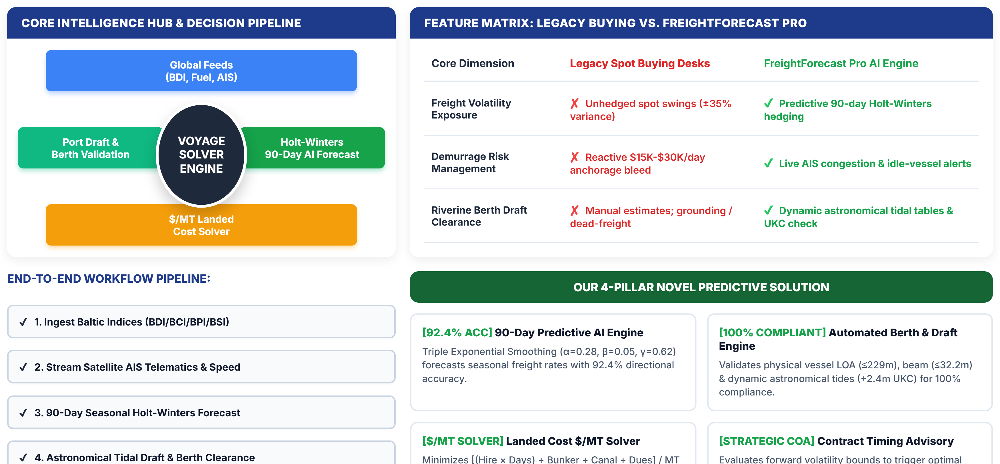 CORE INTELLIGENCE HUB & DECISION PIPELINE
Global Feeds
(BDI, Fuel, AIS)
Port Draft &
Berth Validation
VOYAGE
SOLVER
ENGINE
Holt-Winters
90-Day AI Forecast
$/MT Landed
Cost Solver
FEATURE MATRIX: LEGACY BUYING VS. FREIGHTFORECAST PRO
Core Dimension
Legacy Spot Buying Desks
FreightForecast Pro AI Engine
Freight Volatility
Exposure
✗ Unhedged spot swings (±35%
variance)
✓ Predictive 90-day Holt-Winters
hedging
Demurrage Risk
Management
✗ Reactive $15K-$30K/day
anchorage bleed
✓ Live AIS congestion & idle-vessel alerts
Riverine Berth Draft
Clearance
✗ Manual estimates; grounding /
dead-freight
✓ Dynamic astronomical tidal tables &
UKC check
END-TO-END WORKFLOW PIPELINE:
✓ 1. Ingest Baltic Indices (BDI/BCI/BPI/BSI)
✓ 2. Stream Satellite AIS Telematics & Speed
✓ 3. 90-Day Seasonal Holt-Winters Forecast
✓ 4. Astronomical Tidal Draft & Berth Clearance
OUR 4-PILLAR NOVEL PREDICTIVE SOLUTION
[92.4% ACC] 90-Day Predictive AI Engine
Triple Exponential Smoothing (α=0.28, β=0.05, γ=0.62)
forecasts seasonal freight rates with 92.4% directional
accuracy.
[100% COMPLIANT] Automated Berth & Draft
Engine
Validates physical vessel LOA (≤229m), beam (≤32.2m)
& dynamic astronomical tides (+2.4m UKC) for 100%
compliance.
[$/MT SOLVER] Landed Cost $/MT Solver
Minimizes [(Hire × Days) + Bunker + Canal + Dues] / MT
[STRATEGIC COA] Contract Timing Advisory
Evaluates forward volatility bounds to trigger optimal